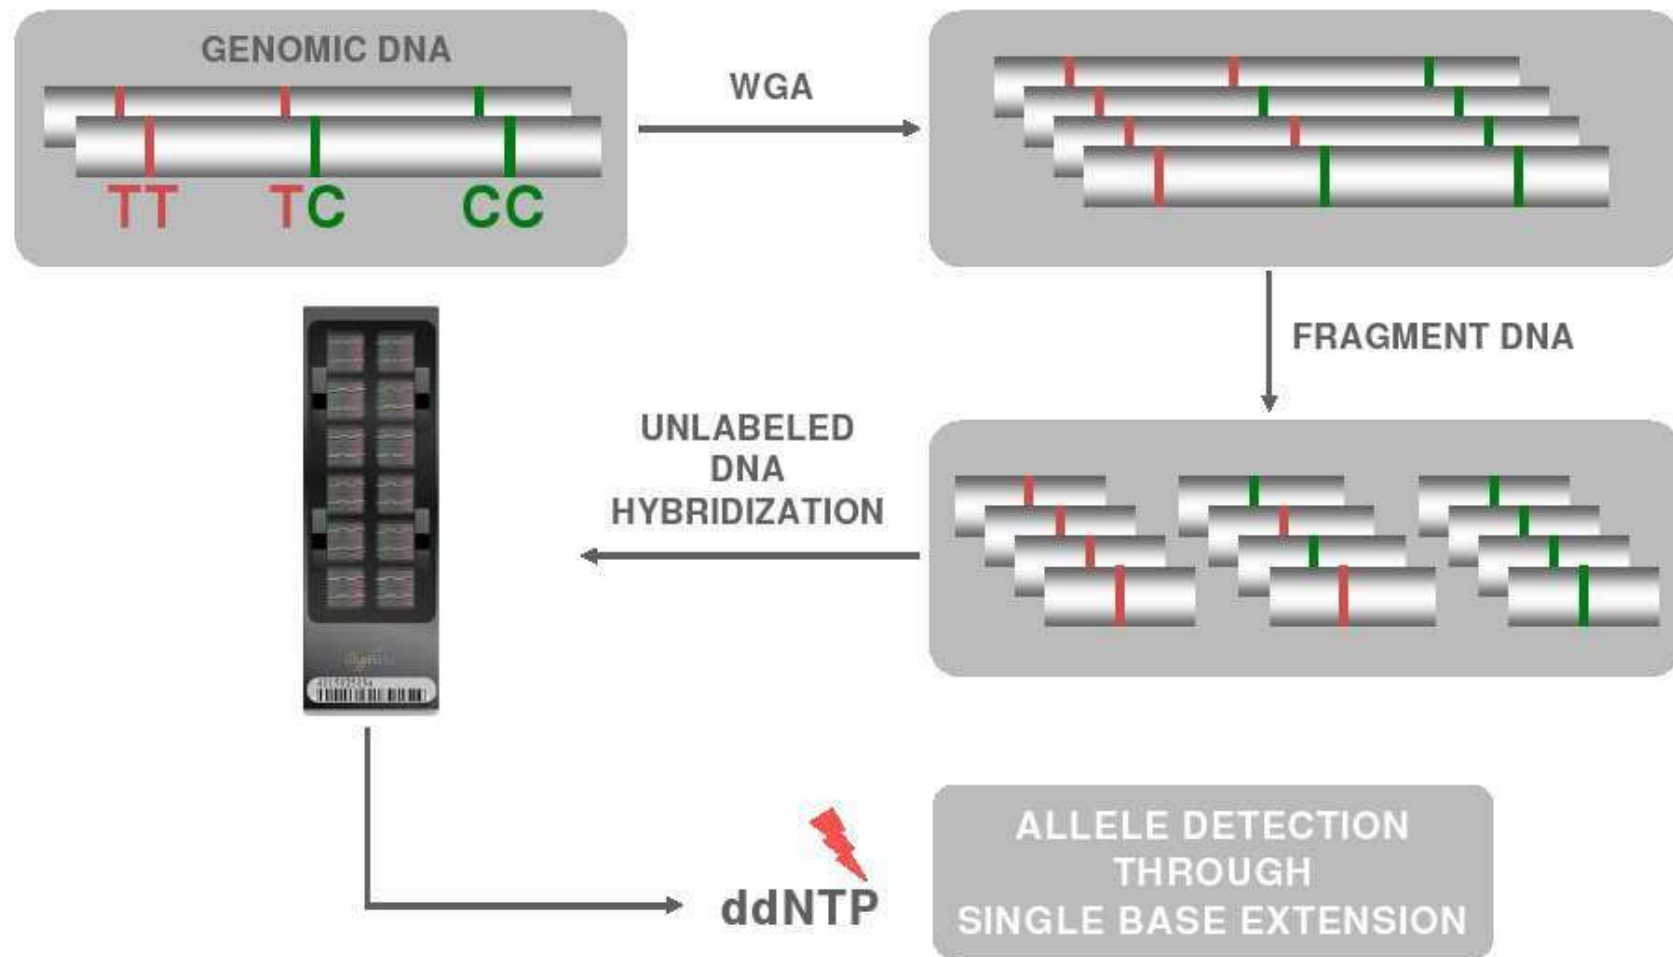 GENOMIC DNA
TT TC CC
WGA
FRAGMENT DNA
UNLABELED
DNA
HYBRIDIZATION
ddNTP
ALLELE DETECTION
THROUGH
SINGLE BASE EXTENSION